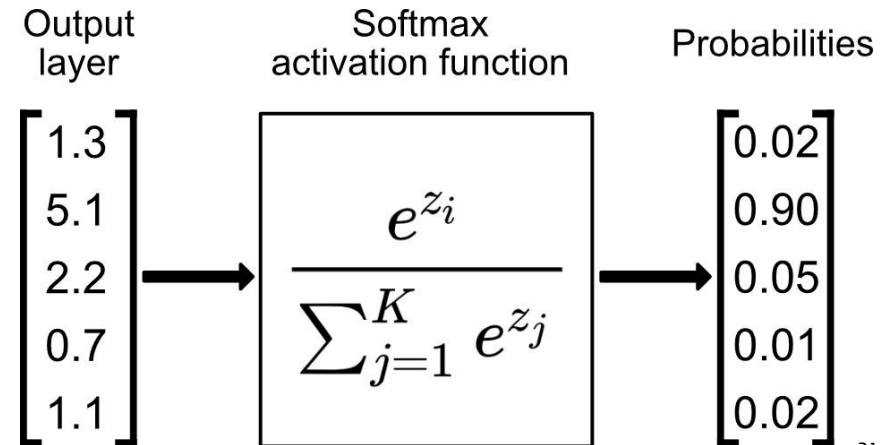 Output
layer
Softmax
activation function
Probabilities
1.3
5.1
2.2
0.7
1.1
e^{z_i}
∑_{j=1}^{K} e^{z_j}
0.02
0.90
0.05
0.01
0.02